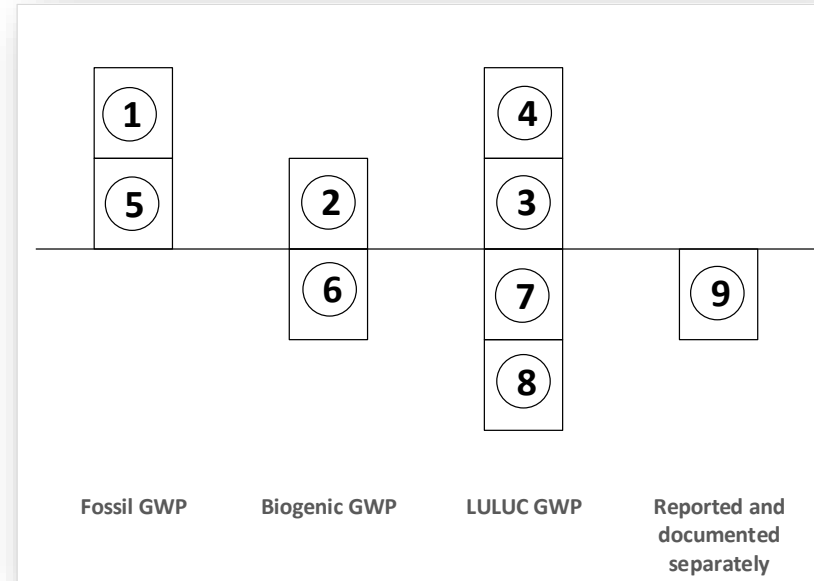 1
4
5
2
3
6
7
9
8
Fossil GWP
Biogenic GWP
LULUC GWP
Reported and
documented
separately